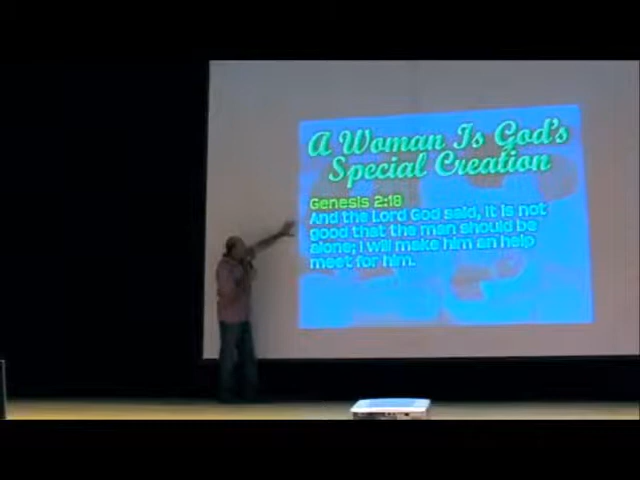 A Woman Is God's
Special Creation
Genesis 2:18
And the Lord God said, It is not
good that the man should be
alone; I will make him an help
meet for him.